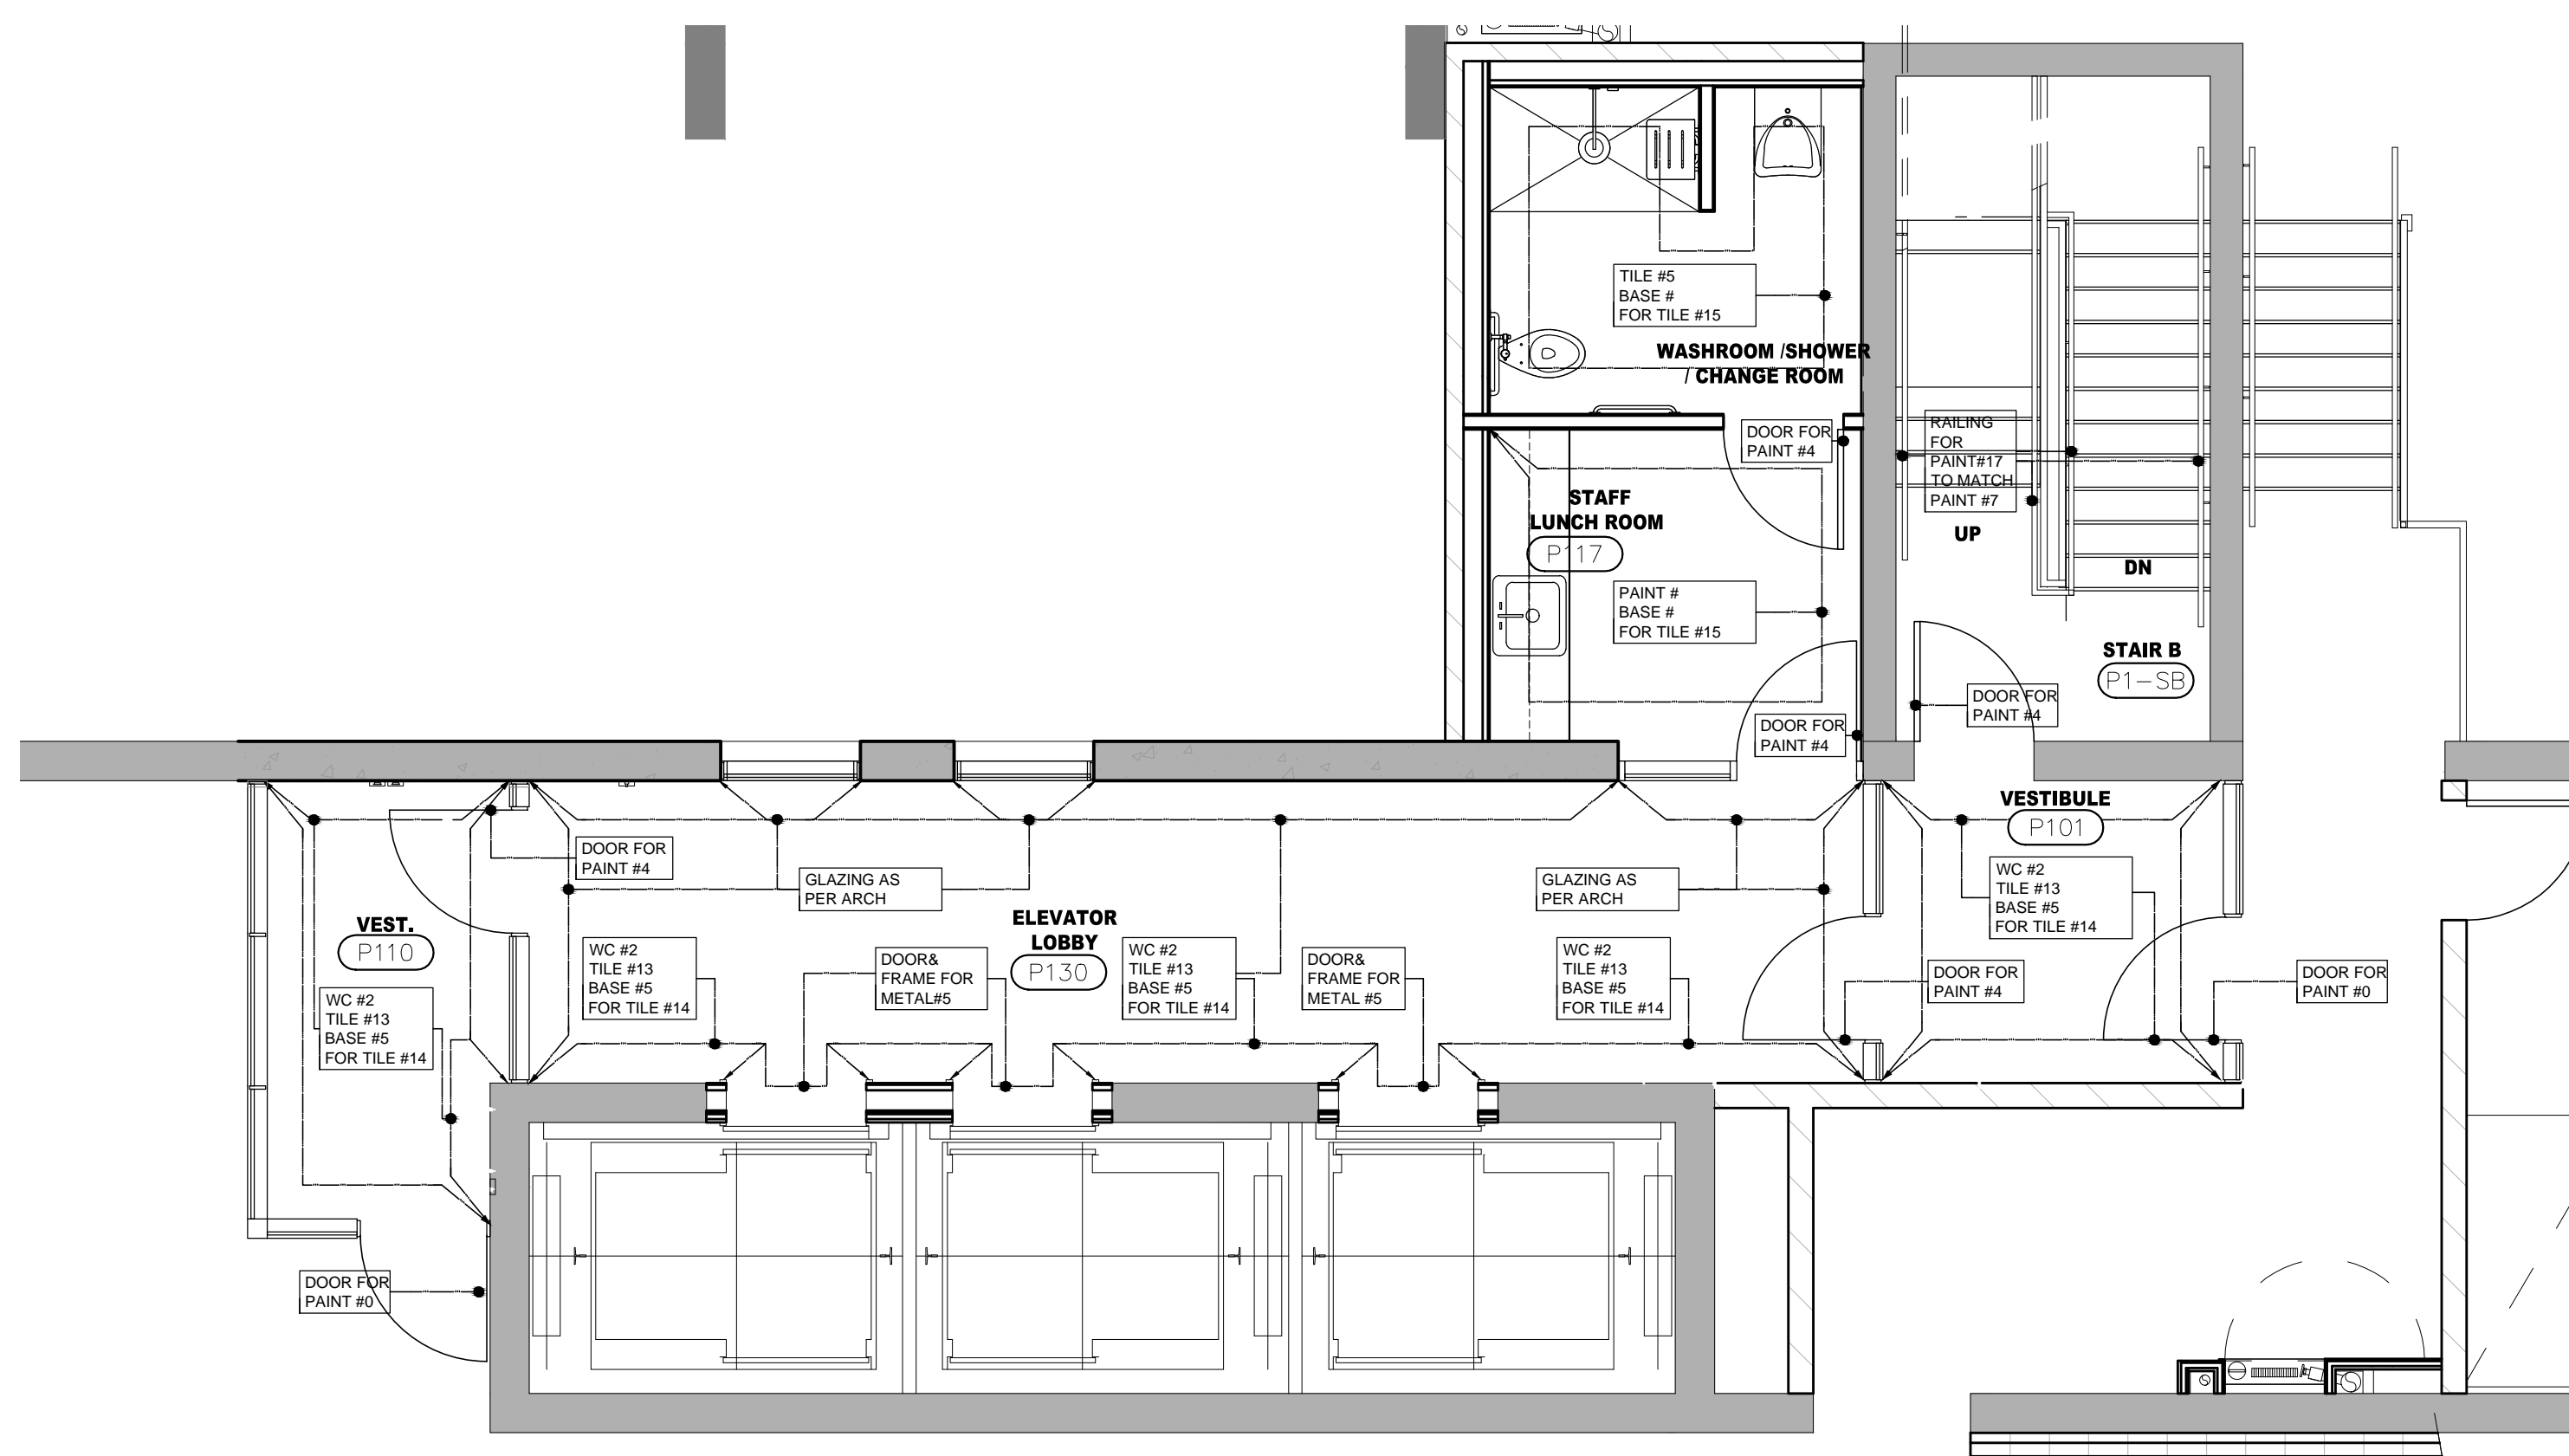 TILE #5
BASE #
FOR TILE #15
WASHROOM /SHOWER
/ CHANGE ROOM
DOOR FOR
PAINT #4
RAILING
FOR
PAINT#17
TO MATCH
PAINT #7
STAFF
LUNCH ROOM
P117
UP
DN
PAINT #
BASE #
FOR TILE #15
STAIR B
P1-SB
DOOR FOR
PAINT #4
DOOR FOR
PAINT #4
VESTIBULE
P101
DOOR FOR
PAINT #4
GLAZING AS
PER ARCH
GLAZING AS
PER ARCH
WC #2
TILE #13
BASE #5
FOR TILE #14
VEST.
P110
ELEVATOR
LOBBY
P130
WC #2
TILE #13
BASE #5
FOR TILE #14
DOOR&
FRAME FOR
METAL#5
WC #2
TILE #13
BASE #5
FOR TILE #14
DOOR&
FRAME FOR
METAL #5
WC #2
TILE #13
BASE #5
FOR TILE #14
DOOR FOR
PAINT #4
DOOR FOR
PAINT #0
WC #2
TILE #13
BASE #5
FOR TILE #14
DOOR FOR
PAINT #0